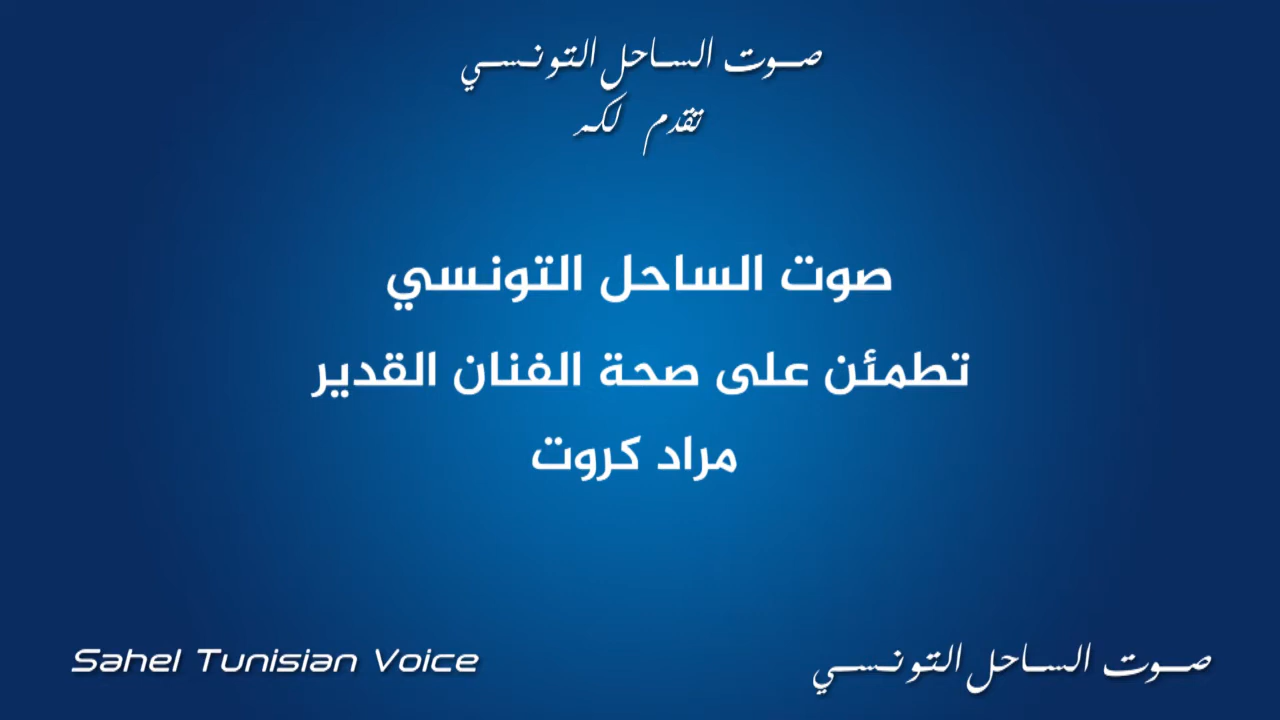 صوت الساحل التونسي
تقدم لكم
صوت الساحل التونسي
تطمئن على صحة الفنان القدير
مراد كروت
Sahel Tunisian Voice
صوت الساحل التونسي